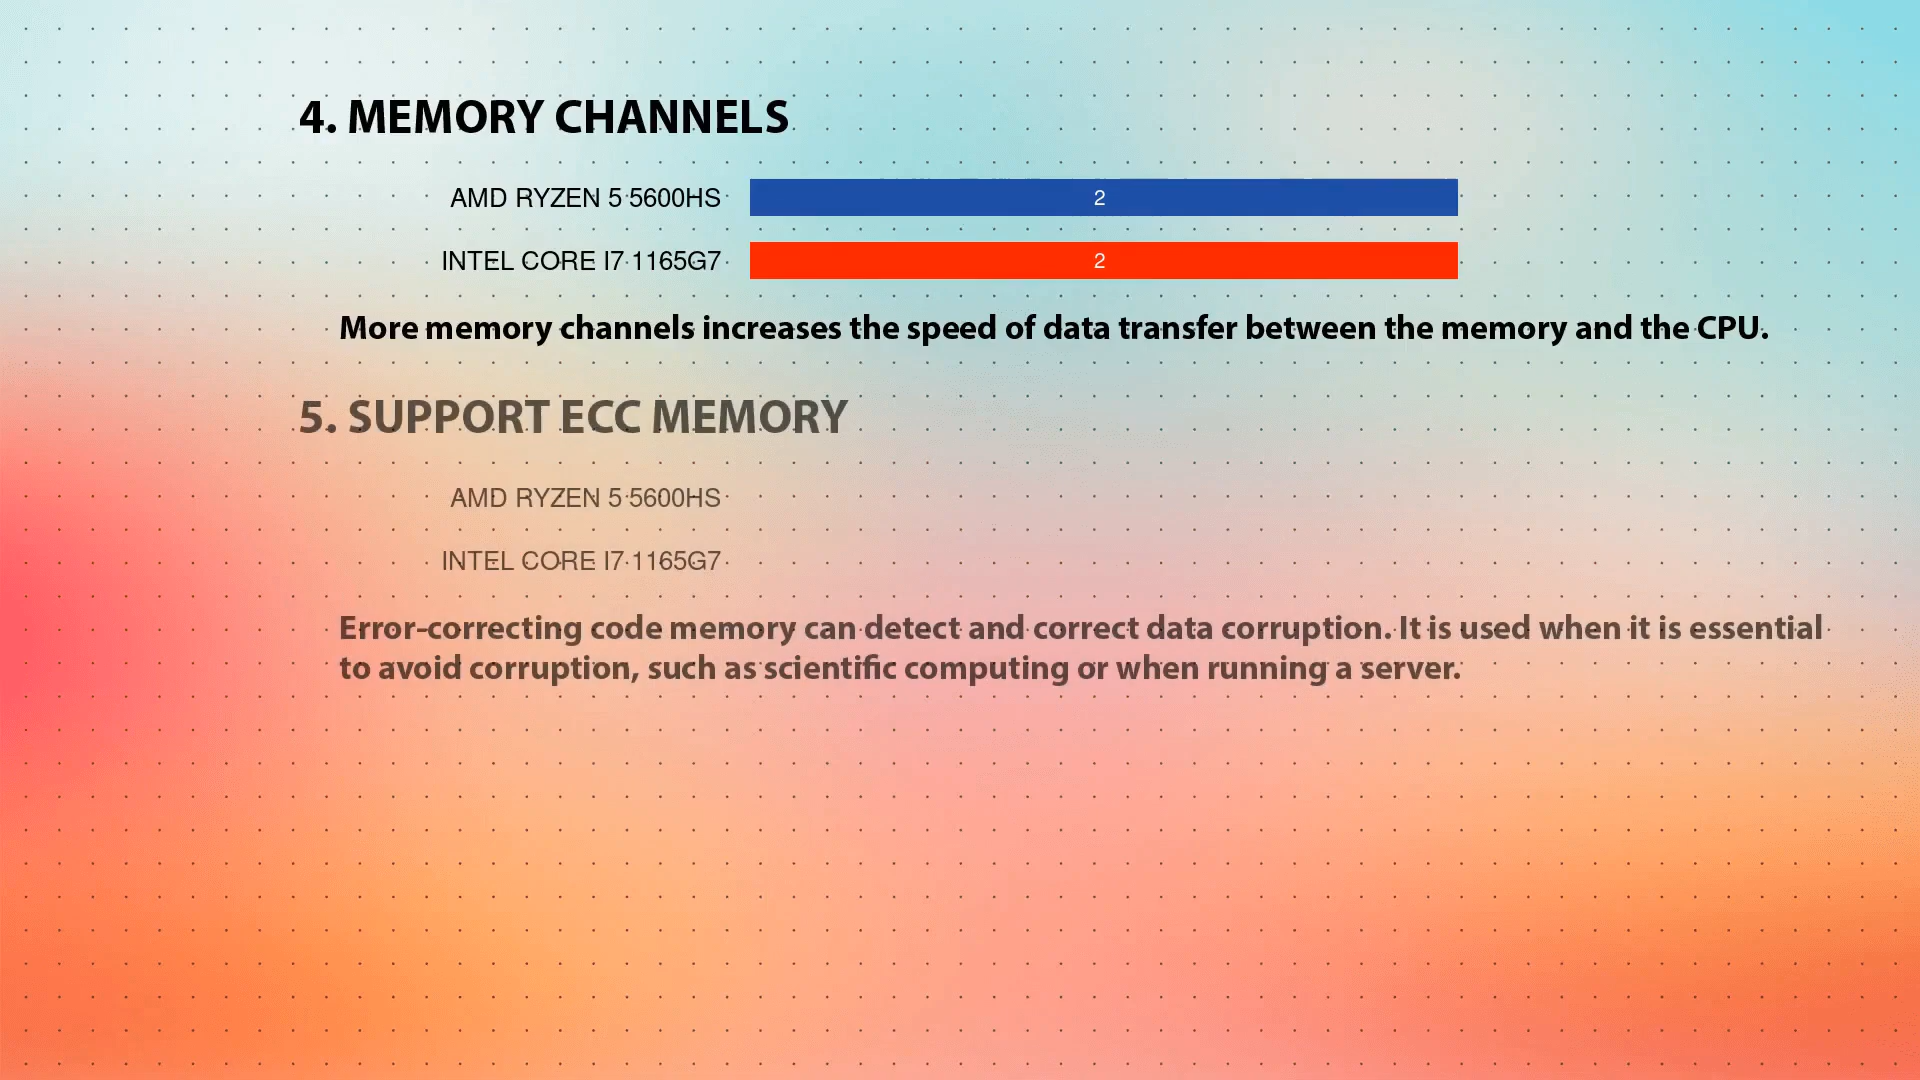 4. MEMORY CHANNELS
AMD RYZEN 5 5600HS 2
INTEL CORE I7 1165G7 2
More memory channels increases the speed of data transfer between the memory and the CPU.
5. SUPPORT ECC MEMORY
AMD RYZEN 5 5600HS
INTEL CORE I7 1165G7
Error-correcting code memory can detect and correct data corruption. It is used when it is essential
to avoid corruption, such as scientific computing or when running a server.